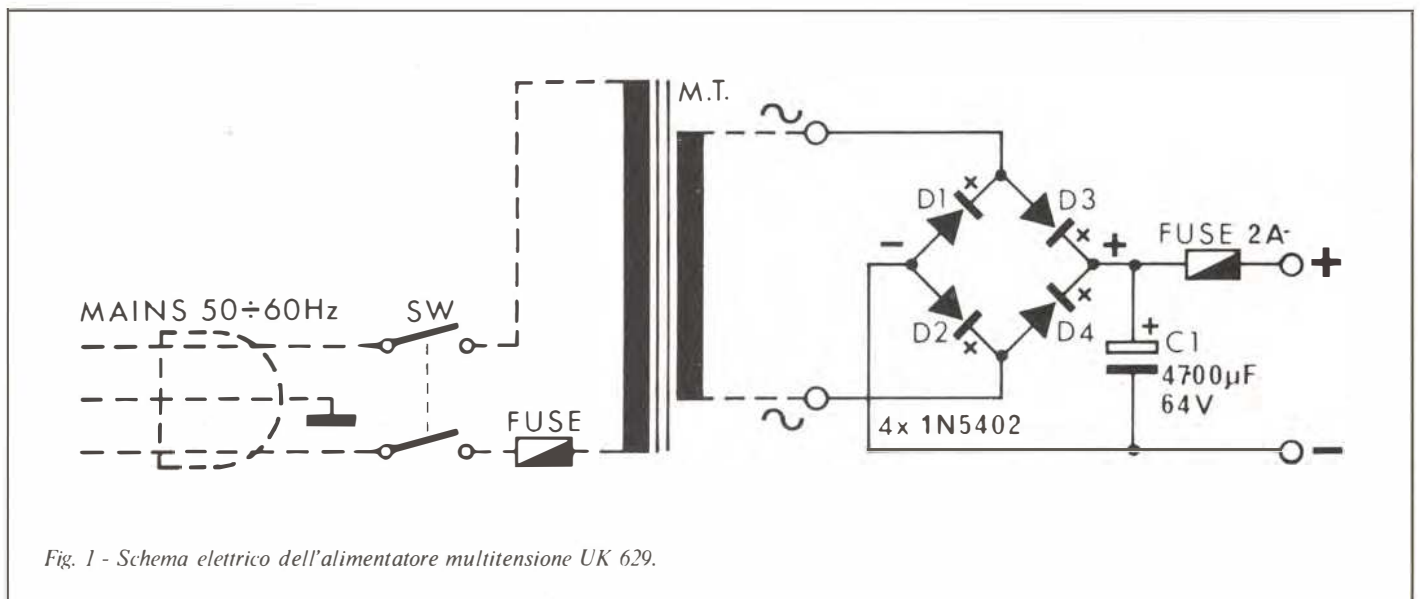 M.T.
~
D1
×
D3
×
+
FUSE 2A
+
−
MAINS 50÷60Hz
SW
D2
×
D4
×
+
C1
4700µF
64V
FUSE
~
4x 1N5402
−
Fig. 1 - Schema elettrico dell'alimentatore multitensione UK 629.